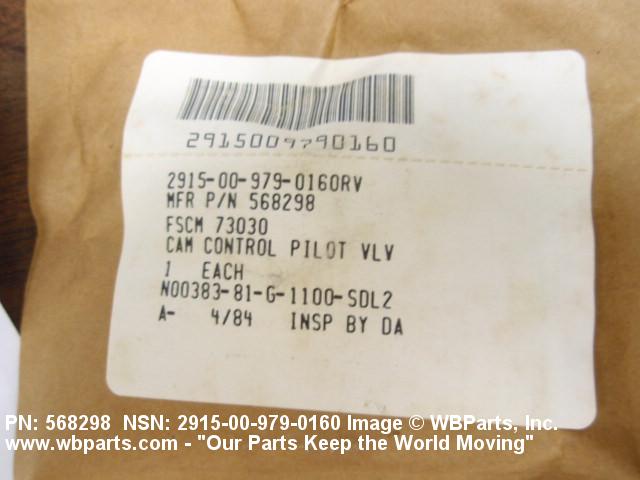 2915009790160
2915-00-979-0160RV
MFR P/N 568298
FSCM 73030
CAM CONTROL PILOT VLV
1 EACH
N00383-81-G-1100-SDL2
A- 4/84 INSP BY DA
PN: 568298 NSN: 2915-00-979-0160 Image © WBParts, Inc.
www.wbparts.com - "Our Parts Keep the World Moving"